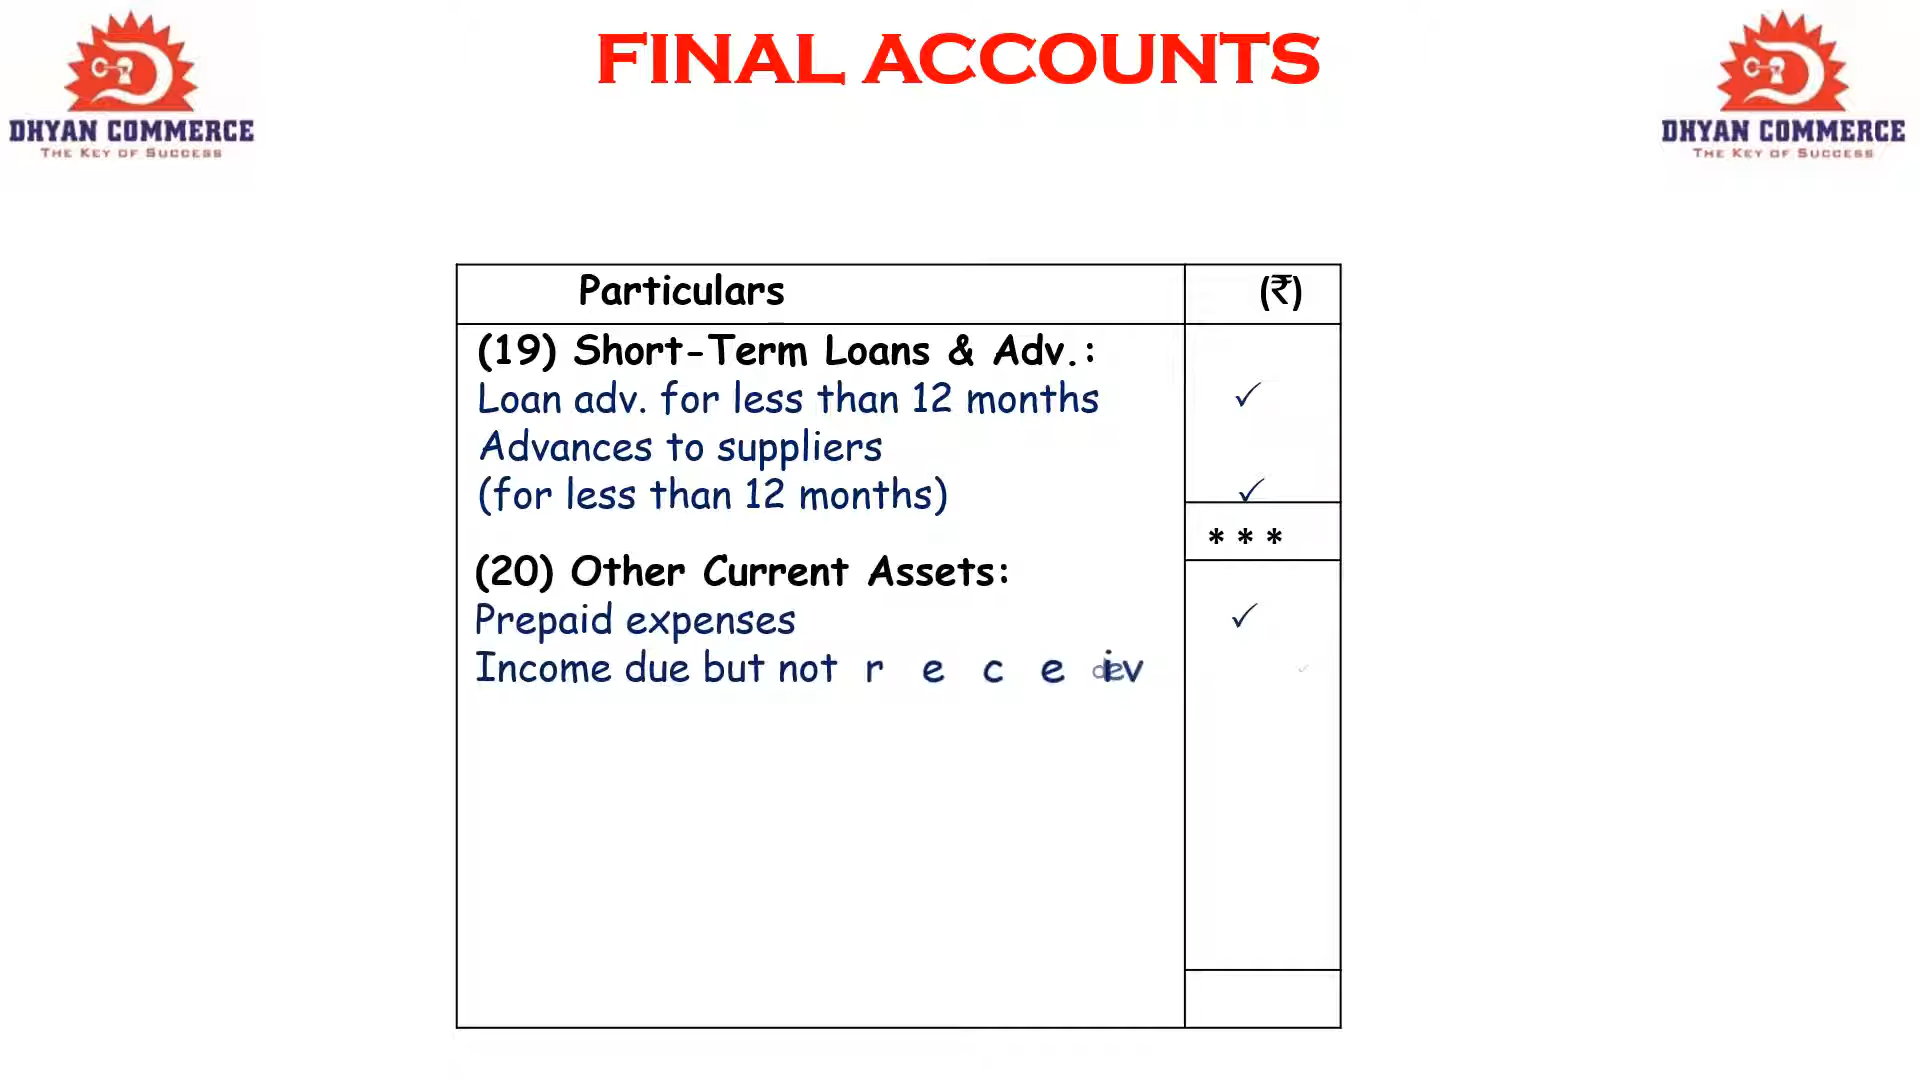 FINAL ACCOUNTS
DHYAN COMMERCE
THE KEY OF SUCCESS
DHYAN COMMERCE
THE KEY OF SUCCESS
Particulars (₹)
(19) Short-Term Loans & Adv.:
Loan adv. for less than 12 months ✓
Advances to suppliers
(for less than 12 months) ✓
* * *
(20) Other Current Assets:
Prepaid expenses ✓
Income due but not